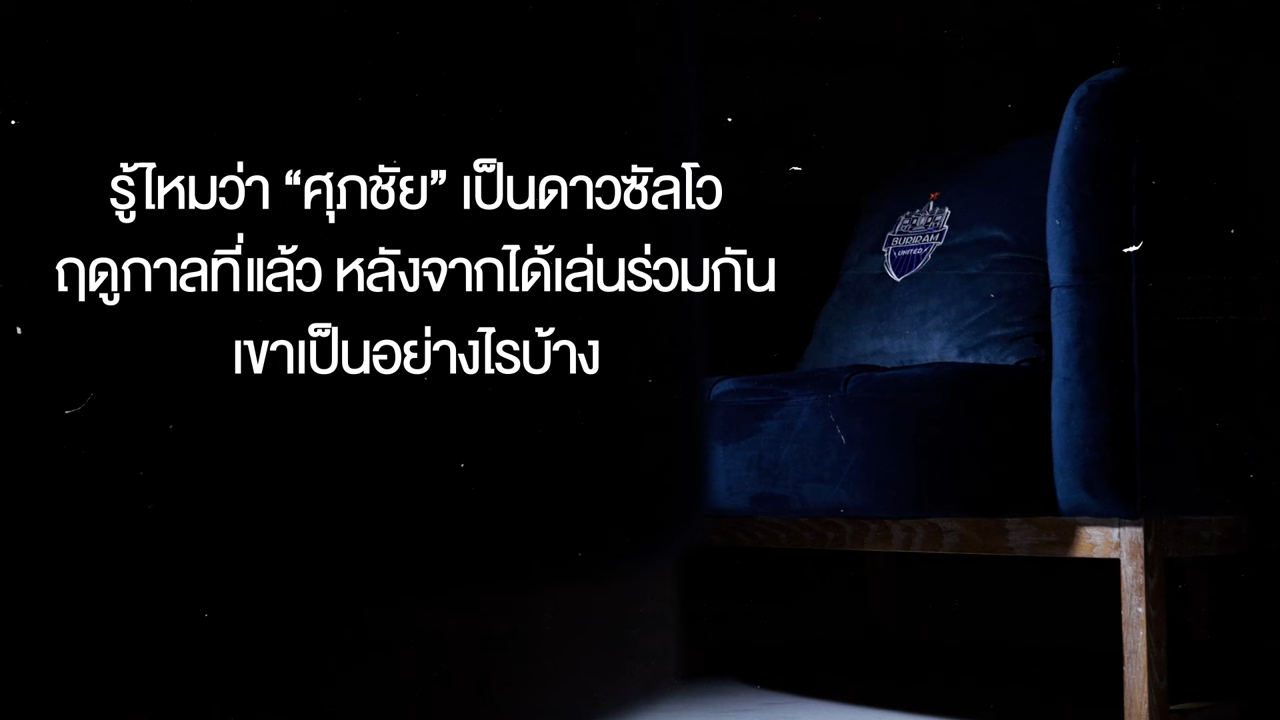 รู้ไหมว่า “ศุภชัย” เป็นดาวซัลโว
ฤดูกาลที่แล้ว หลังจากได้เล่นร่วมกัน
เขาเป็นอย่างไรบ้าง
BURIRAM
UNITED